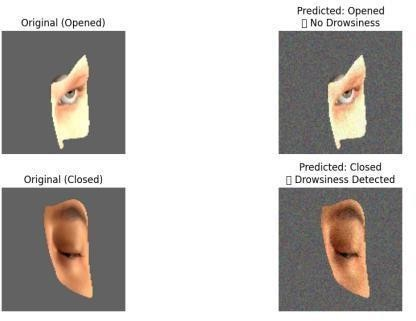 Original (Opened)
Predicted: Opened
▯ No Drowsiness
Original (Closed)
Predicted: Closed
▯ Drowsiness Detected